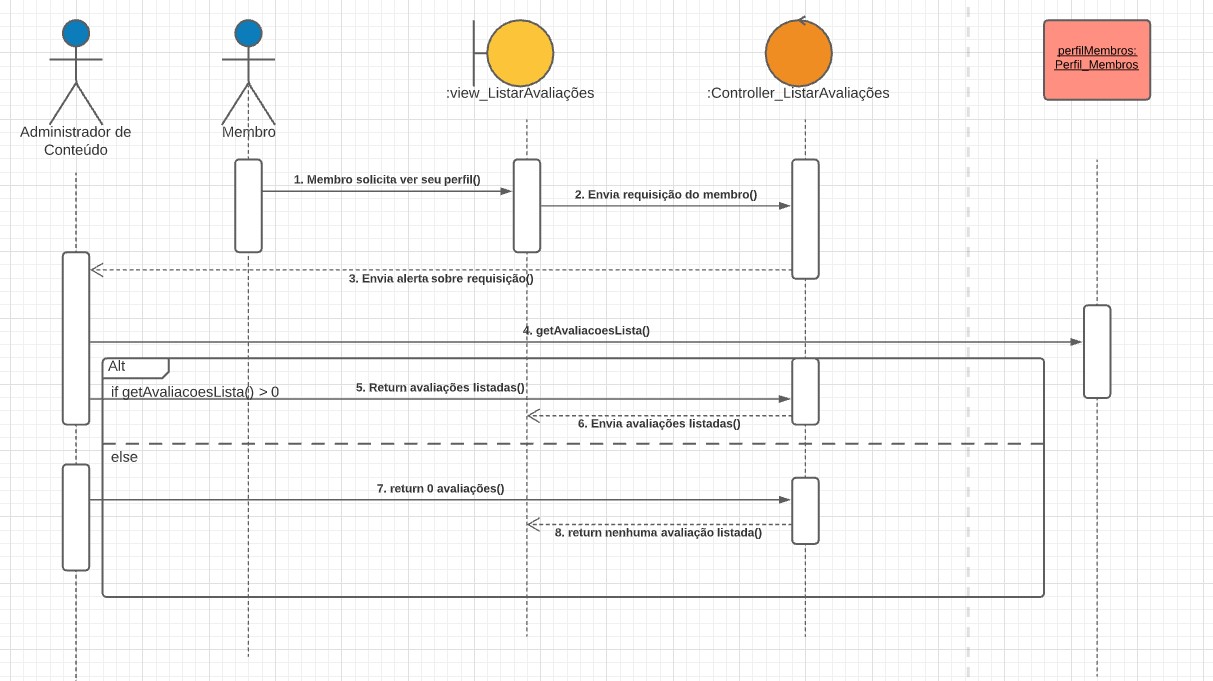 Administrador de
Conteúdo
Membro
:view_ListarAvaliações
:Controller_ListarAvaliações
perfilMembros:
Perfil_Membros
1. Membro solicita ver seu perfil()
2. Envia requisição do membro()
3. Envia alerta sobre requisição()
4. getAvaliacoesLista()
Alt
if getAvaliacoesLista() > 0
5. Return avaliações listadas()
6. Envia avaliações listadas()
else
7. return 0 avaliações()
8. return nenhuma avaliação listada()